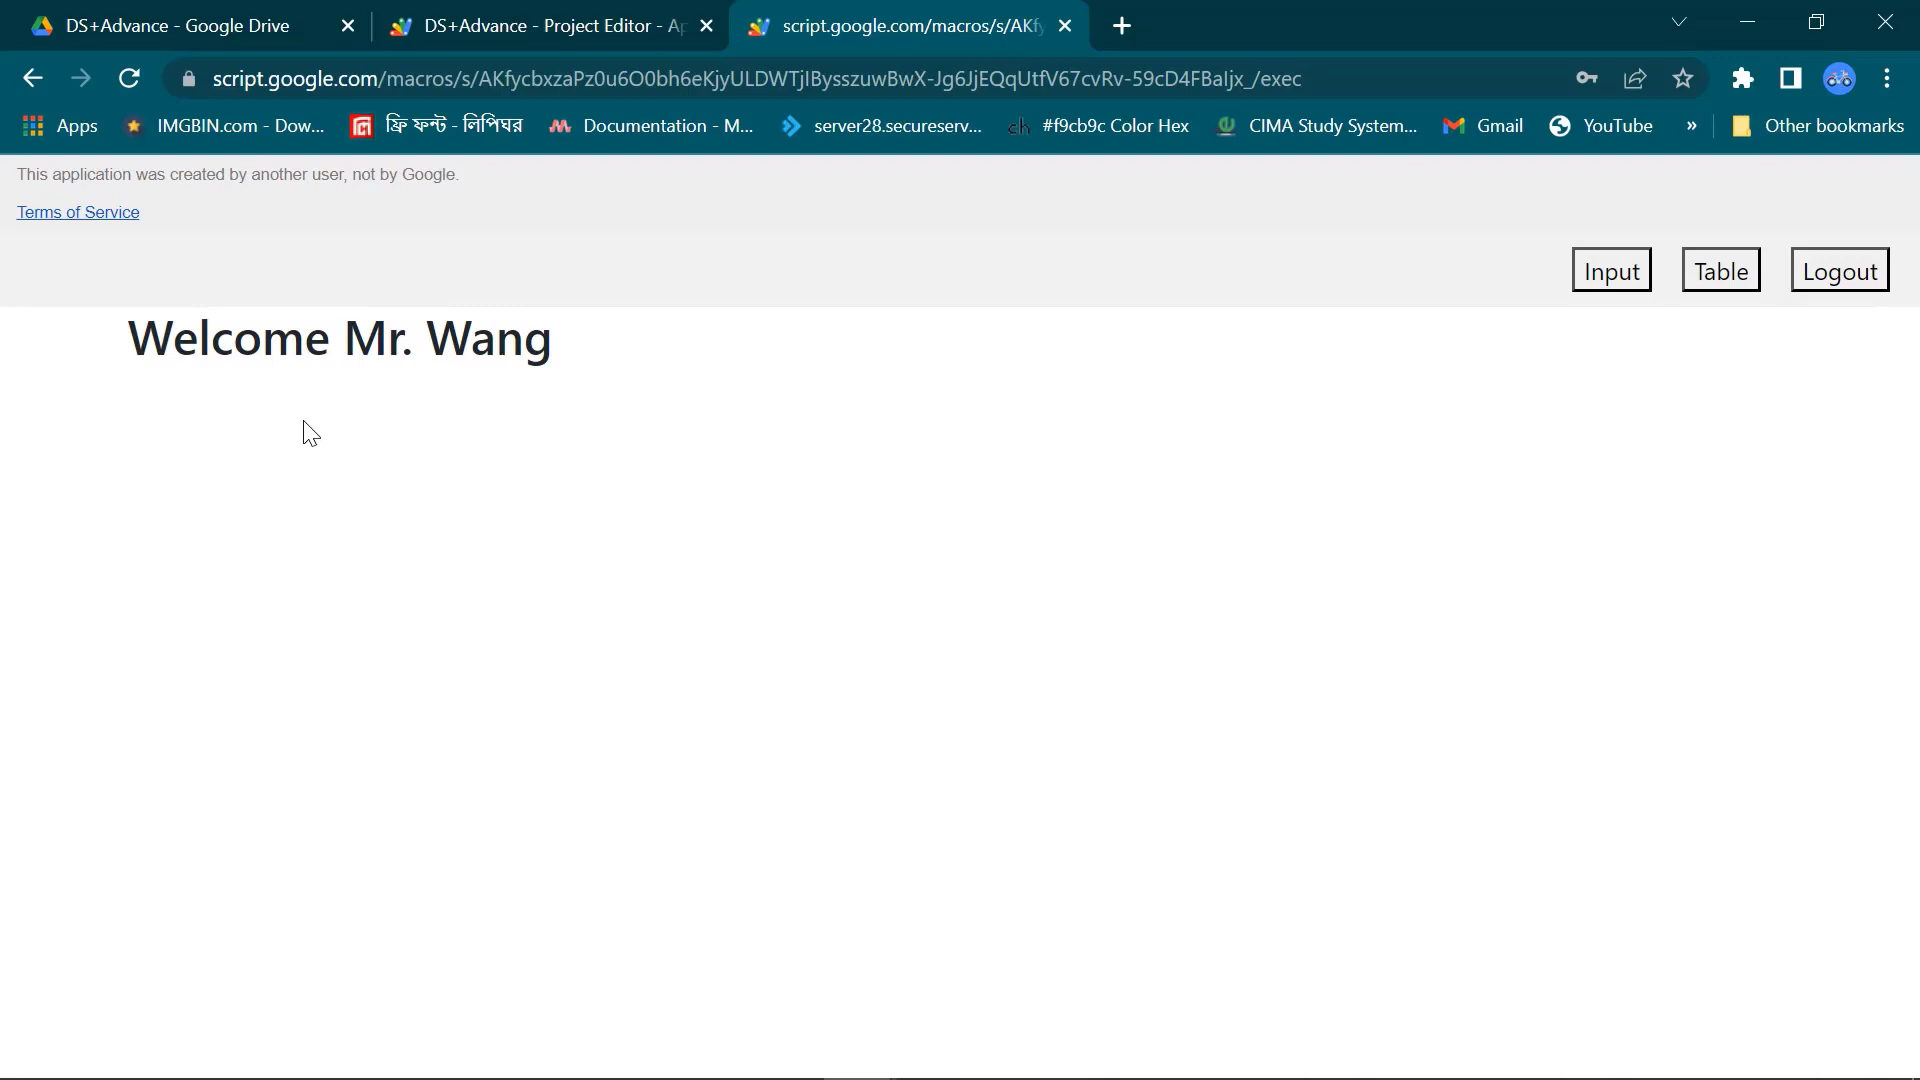 DS+Advance - Google Drive
DS+Advance - Project Editor - Ap
script.google.com/macros/s/AKfy
script.google.com/macros/s/AKfycbxzaPz0u6O0bh6eKjyULDWTjIBysszuwBwX-Jg6JjEQqUtfV67cvRv-59cD4FBaljx_/exec
Apps
IMGBIN.com - Dow...
ফ্রি ফন্ট - লিপিঘর
Documentation - M...
server28.secureserv...
ch
#f9cb9c Color Hex
CIMA Study System...
Gmail
YouTube
»
Other bookmarks
This application was created by another user, not by Google.
Terms of Service
Input
Table
Logout
Welcome Mr. Wang